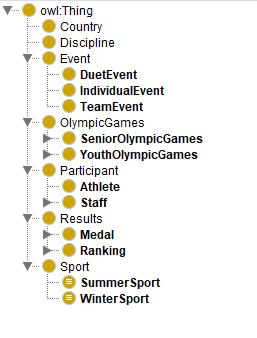 owl:Thing
Country
Discipline
Event
DuetEvent
IndividualEvent
TeamEvent
OlympicGames
SeniorOlympicGames
YouthOlympicGames
Participant
Athlete
Staff
Results
Medal
Ranking
Sport
SummerSport
WinterSport